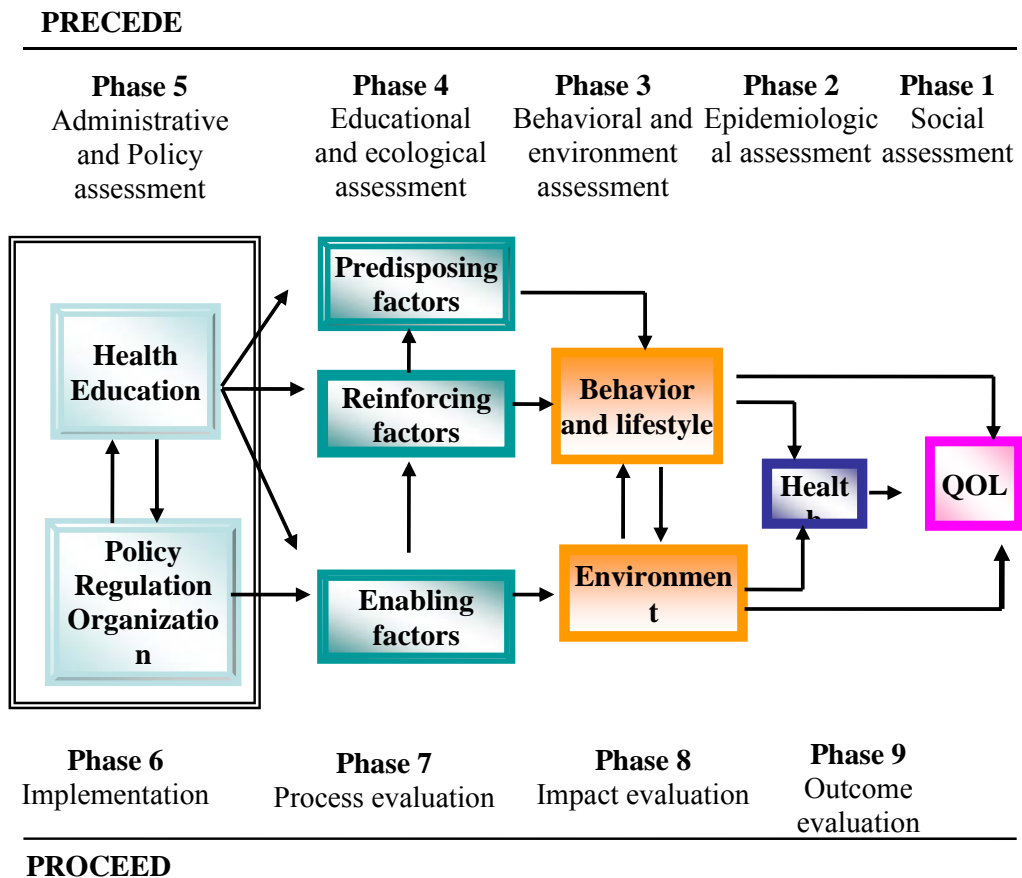 PRECEDE
Phase 5
Administrative
and Policy
assessment
Phase 4
Educational
and ecological
assessment
Phase 3
Behavioral and
environment
assessment
Phase 2
Epidemiologic
al assessment
Phase 1
Social
assessment
Health
Education
Policy
Regulation
Organizatio
n
Predisposing
factors
Reinforcing
factors
Enabling
factors
Behavior
and lifestyle
Environmen
t
Healt
h
QOL
Phase 6
Implementation
Phase 7
Process evaluation
Phase 8
Impact evaluation
Phase 9
Outcome
evaluation
PROCEED